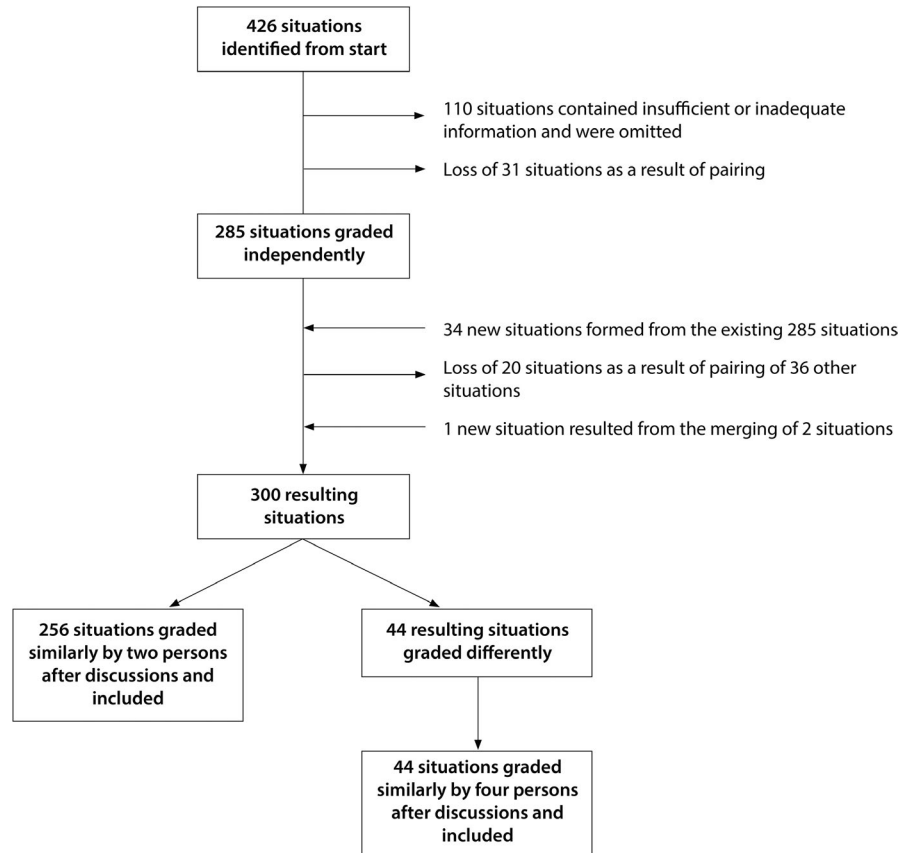 426 situations
identified from start
110 situations contained insufficient or inadequate
information and were omitted
Loss of 31 situations as a result of pairing
285 situations graded
independently
34 new situations formed from the existing 285 situations
Loss of 20 situations as a result of pairing of 36 other
situations
1 new situation resulted from the merging of 2 situations
300 resulting
situations
256 situations graded
similarly by two persons
after discussions and
included
44 resulting situations
graded differently
44 situations graded
similarly by four persons
after discussions and
included